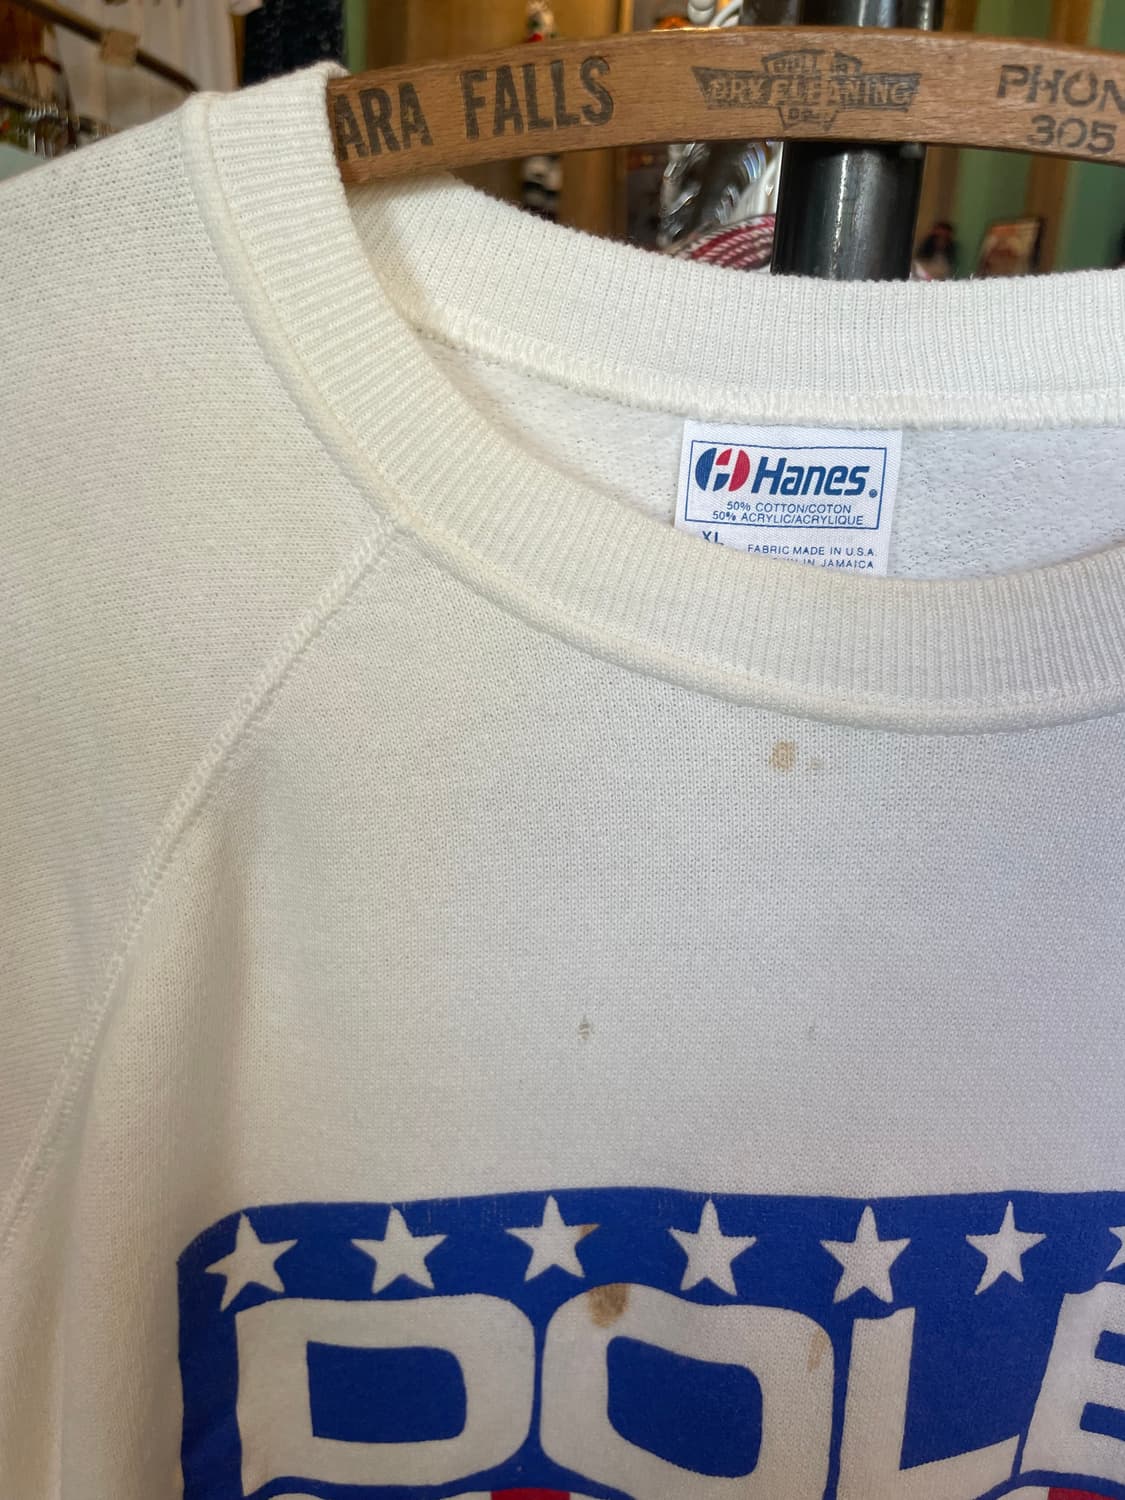 ARA FALLS
DRY CLEANING
PHON
305
Hanes®
50% COTTON/COTON
50% ACRYLIC/ACRYLIQUE
XL
FABRIC MADE IN U.S.A.
IN JAMAICA
DOLE